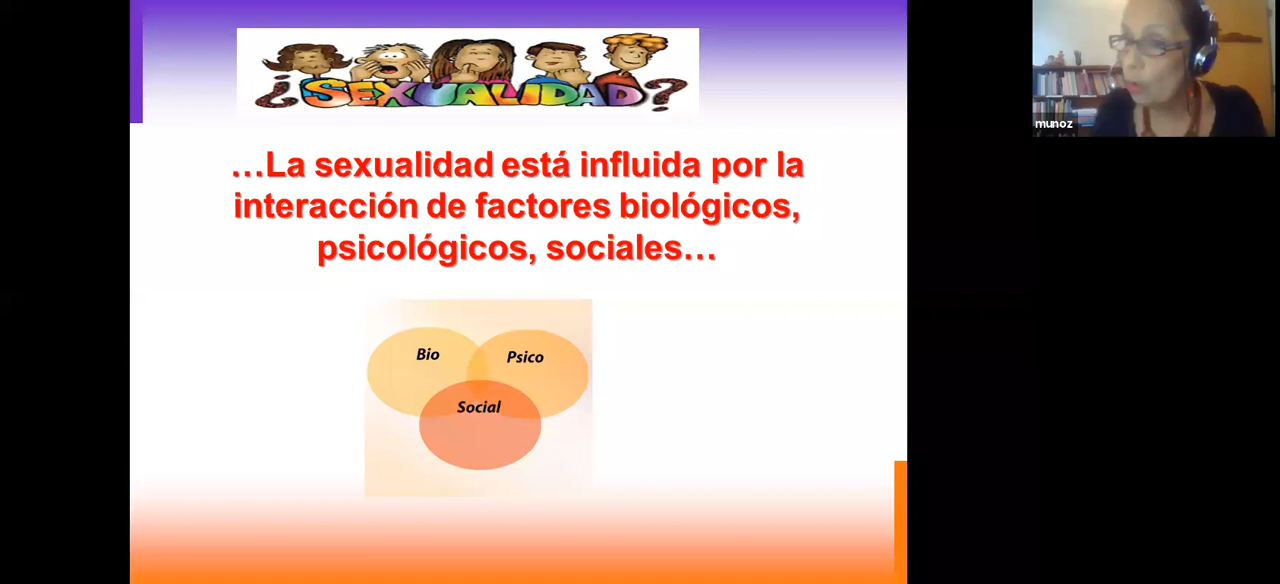 ¿SEXUALIDAD?
munoz
…La sexualidad está influida por la
interacción de factores biológicos,
psicológicos, sociales…
Bio
Psico
Social